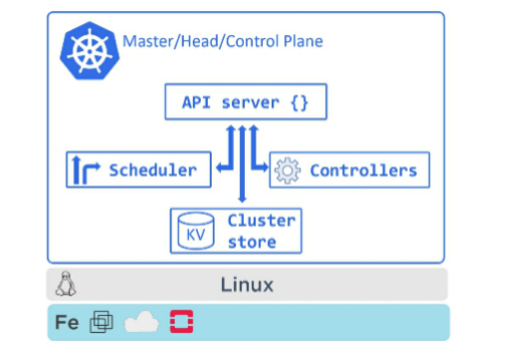 Master/Head/Control Plane
API server {}
Scheduler
Controllers
KV
Cluster
store
Linux
Fe